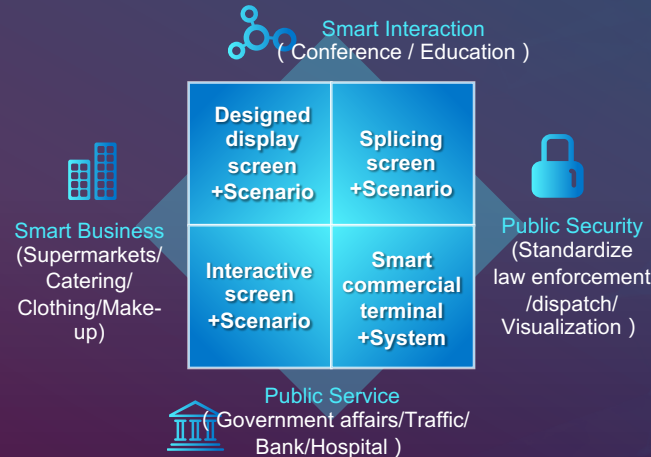 Smart Interaction
( Conference / Education )
Designed
display
screen
+Scenario
Splicing
screen
+Scenario
Smart Business
(Supermarkets/
Catering/
Clothing/Make-
up)
Interactive
screen
+Scenario
Smart
commercial
terminal
+System
Public Security
(Standardize
law enforcement
/dispatch/
Visualization )
Public Service
( Government affairs/Traffic/
Bank/Hospital )